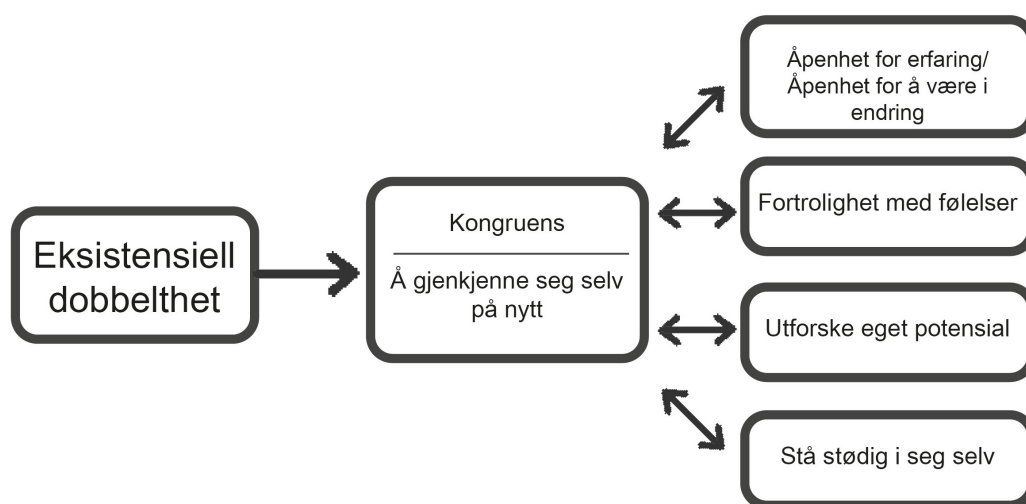 Eksistensiell
dobbelthet
Kongruens
Å gjenkjenne seg selv
på nytt
Åpenhet for erfaring/
Åpenhet for å være i
endring
Fortrolighet med følelser
Utforske eget potensial
Stå stødig i seg selv